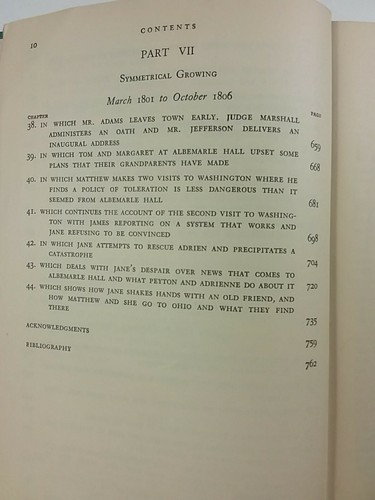 CONTENTS
10
PART VII
SYMMETRICAL GROWING
March 1801 to October 1806
CHAPTER PAGE
38. IN WHICH MR. ADAMS LEAVES TOWN EARLY, JUDGE MARSHALL
ADMINISTERS AN OATH AND MR. JEFFERSON DELIVERS AN
INAUGURAL ADDRESS 659
39. IN WHICH TOM AND MARGARET AT ALBEMARLE HALL UPSET SOME
PLANS THAT THEIR GRANDPARENTS HAVE MADE 668
40. IN WHICH MATTHEW MAKES TWO VISITS TO WASHINGTON WHERE HE
FINDS A POLICY OF TOLERATION IS LESS DANGEROUS THAN IT
SEEMED FROM ALBEMARLE HALL 681
41. WHICH CONTINUES THE ACCOUNT OF THE SECOND VISIT TO WASHING-
TON WITH JAMES REPORTING ON A SYSTEM THAT WORKS AND
JANE REFUSING TO BE CONVINCED 698
42. IN WHICH JANE ATTEMPTS TO RESCUE ADRIEN AND PRECIPITATES A
CATASTROPHE 704
43. WHICH DEALS WITH JANE'S DESPAIR OVER NEWS THAT COMES TO
ALBEMARLE HALL AND WHAT PEYTON AND ADRIENNE DO ABOUT IT 720
44. WHICH SHOWS HOW JANE SHAKES HANDS WITH AN OLD FRIEND, AND
HOW MATTHEW AND SHE GO TO OHIO AND WHAT THEY FIND
THERE 735
ACKNOWLEDGMENTS 759
BIBLIOGRAPHY 762